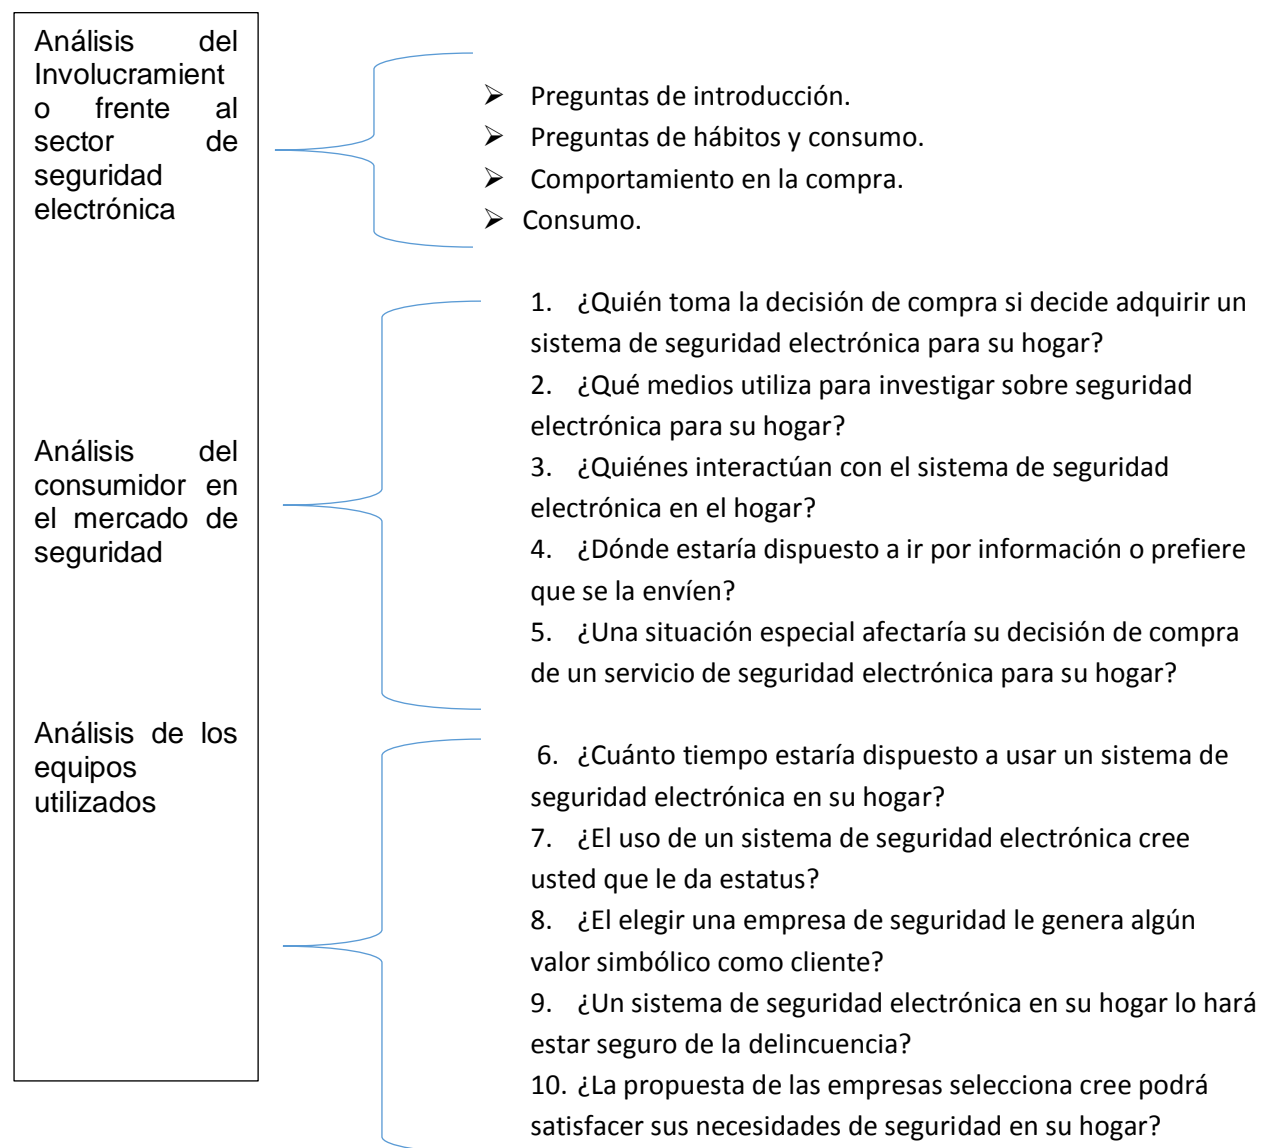 Análisis del
Involucramient
o frente al
sector de
seguridad
electrónica
➢ Preguntas de introducción.
➢ Preguntas de hábitos y consumo.
➢ Comportamiento en la compra.
➢ Consumo.
Análisis del
consumidor en
el mercado de
seguridad
1. ¿Quién toma la decisión de compra si decide adquirir un
sistema de seguridad electrónica para su hogar?
2. ¿Qué medios utiliza para investigar sobre seguridad
electrónica para su hogar?
3. ¿Quiénes interactúan con el sistema de seguridad
electrónica en el hogar?
4. ¿Dónde estaría dispuesto a ir por información o prefiere
que se la envíen?
5. ¿Una situación especial afectaría su decisión de compra
de un servicio de seguridad electrónica para su hogar?
Análisis de los
equipos
utilizados
6. ¿Cuánto tiempo estaría dispuesto a usar un sistema de
seguridad electrónica en su hogar?
7. ¿El uso de un sistema de seguridad electrónica cree
usted que le da estatus?
8. ¿El elegir una empresa de seguridad le genera algún
valor simbólico como cliente?
9. ¿Un sistema de seguridad electrónica en su hogar lo hará
estar seguro de la delincuencia?
10. ¿La propuesta de las empresas selecciona cree podrá
satisfacer sus necesidades de seguridad en su hogar?